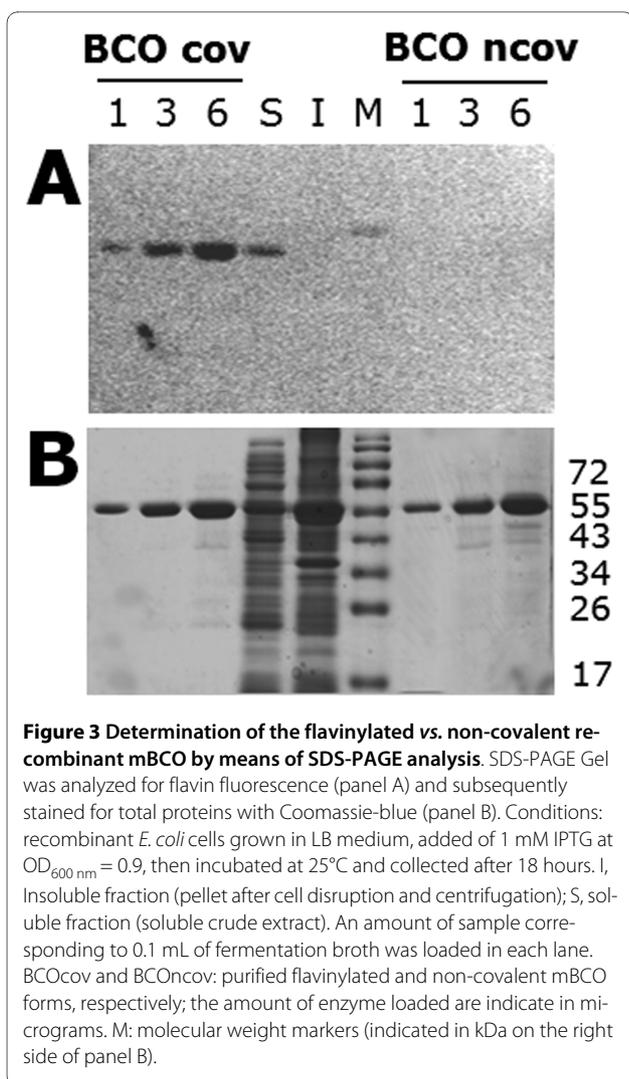 BCO cov BCO ncov
1 3 6 S I M 1 3 6
A
B
72
55
43
34
26
17
Figure 3 Determination of the flavinylated vs. non-covalent re-
combinant mBCO by means of SDS-PAGE analysis. SDS-PAGE Gel
was analyzed for flavin fluorescence (panel A) and subsequently
stained for total proteins with Coomassie-blue (panel B). Conditions:
recombinant E. coli cells grown in LB medium, added of 1 mM IPTG at
OD600 nm = 0.9, then incubated at 25°C and collected after 18 hours. I,
Insoluble fraction (pellet after cell disruption and centrifugation); S, sol-
uble fraction (soluble crude extract). An amount of sample corre-
sponding to 0.1 mL of fermentation broth was loaded in each lane.
BCOcov and BCOncov: purified flavinylated and non-covalent mBCO
forms, respectively; the amount of enzyme loaded are indicate in mi-
crograms. M: molecular weight markers (indicated in kDa on the right
side of panel B).